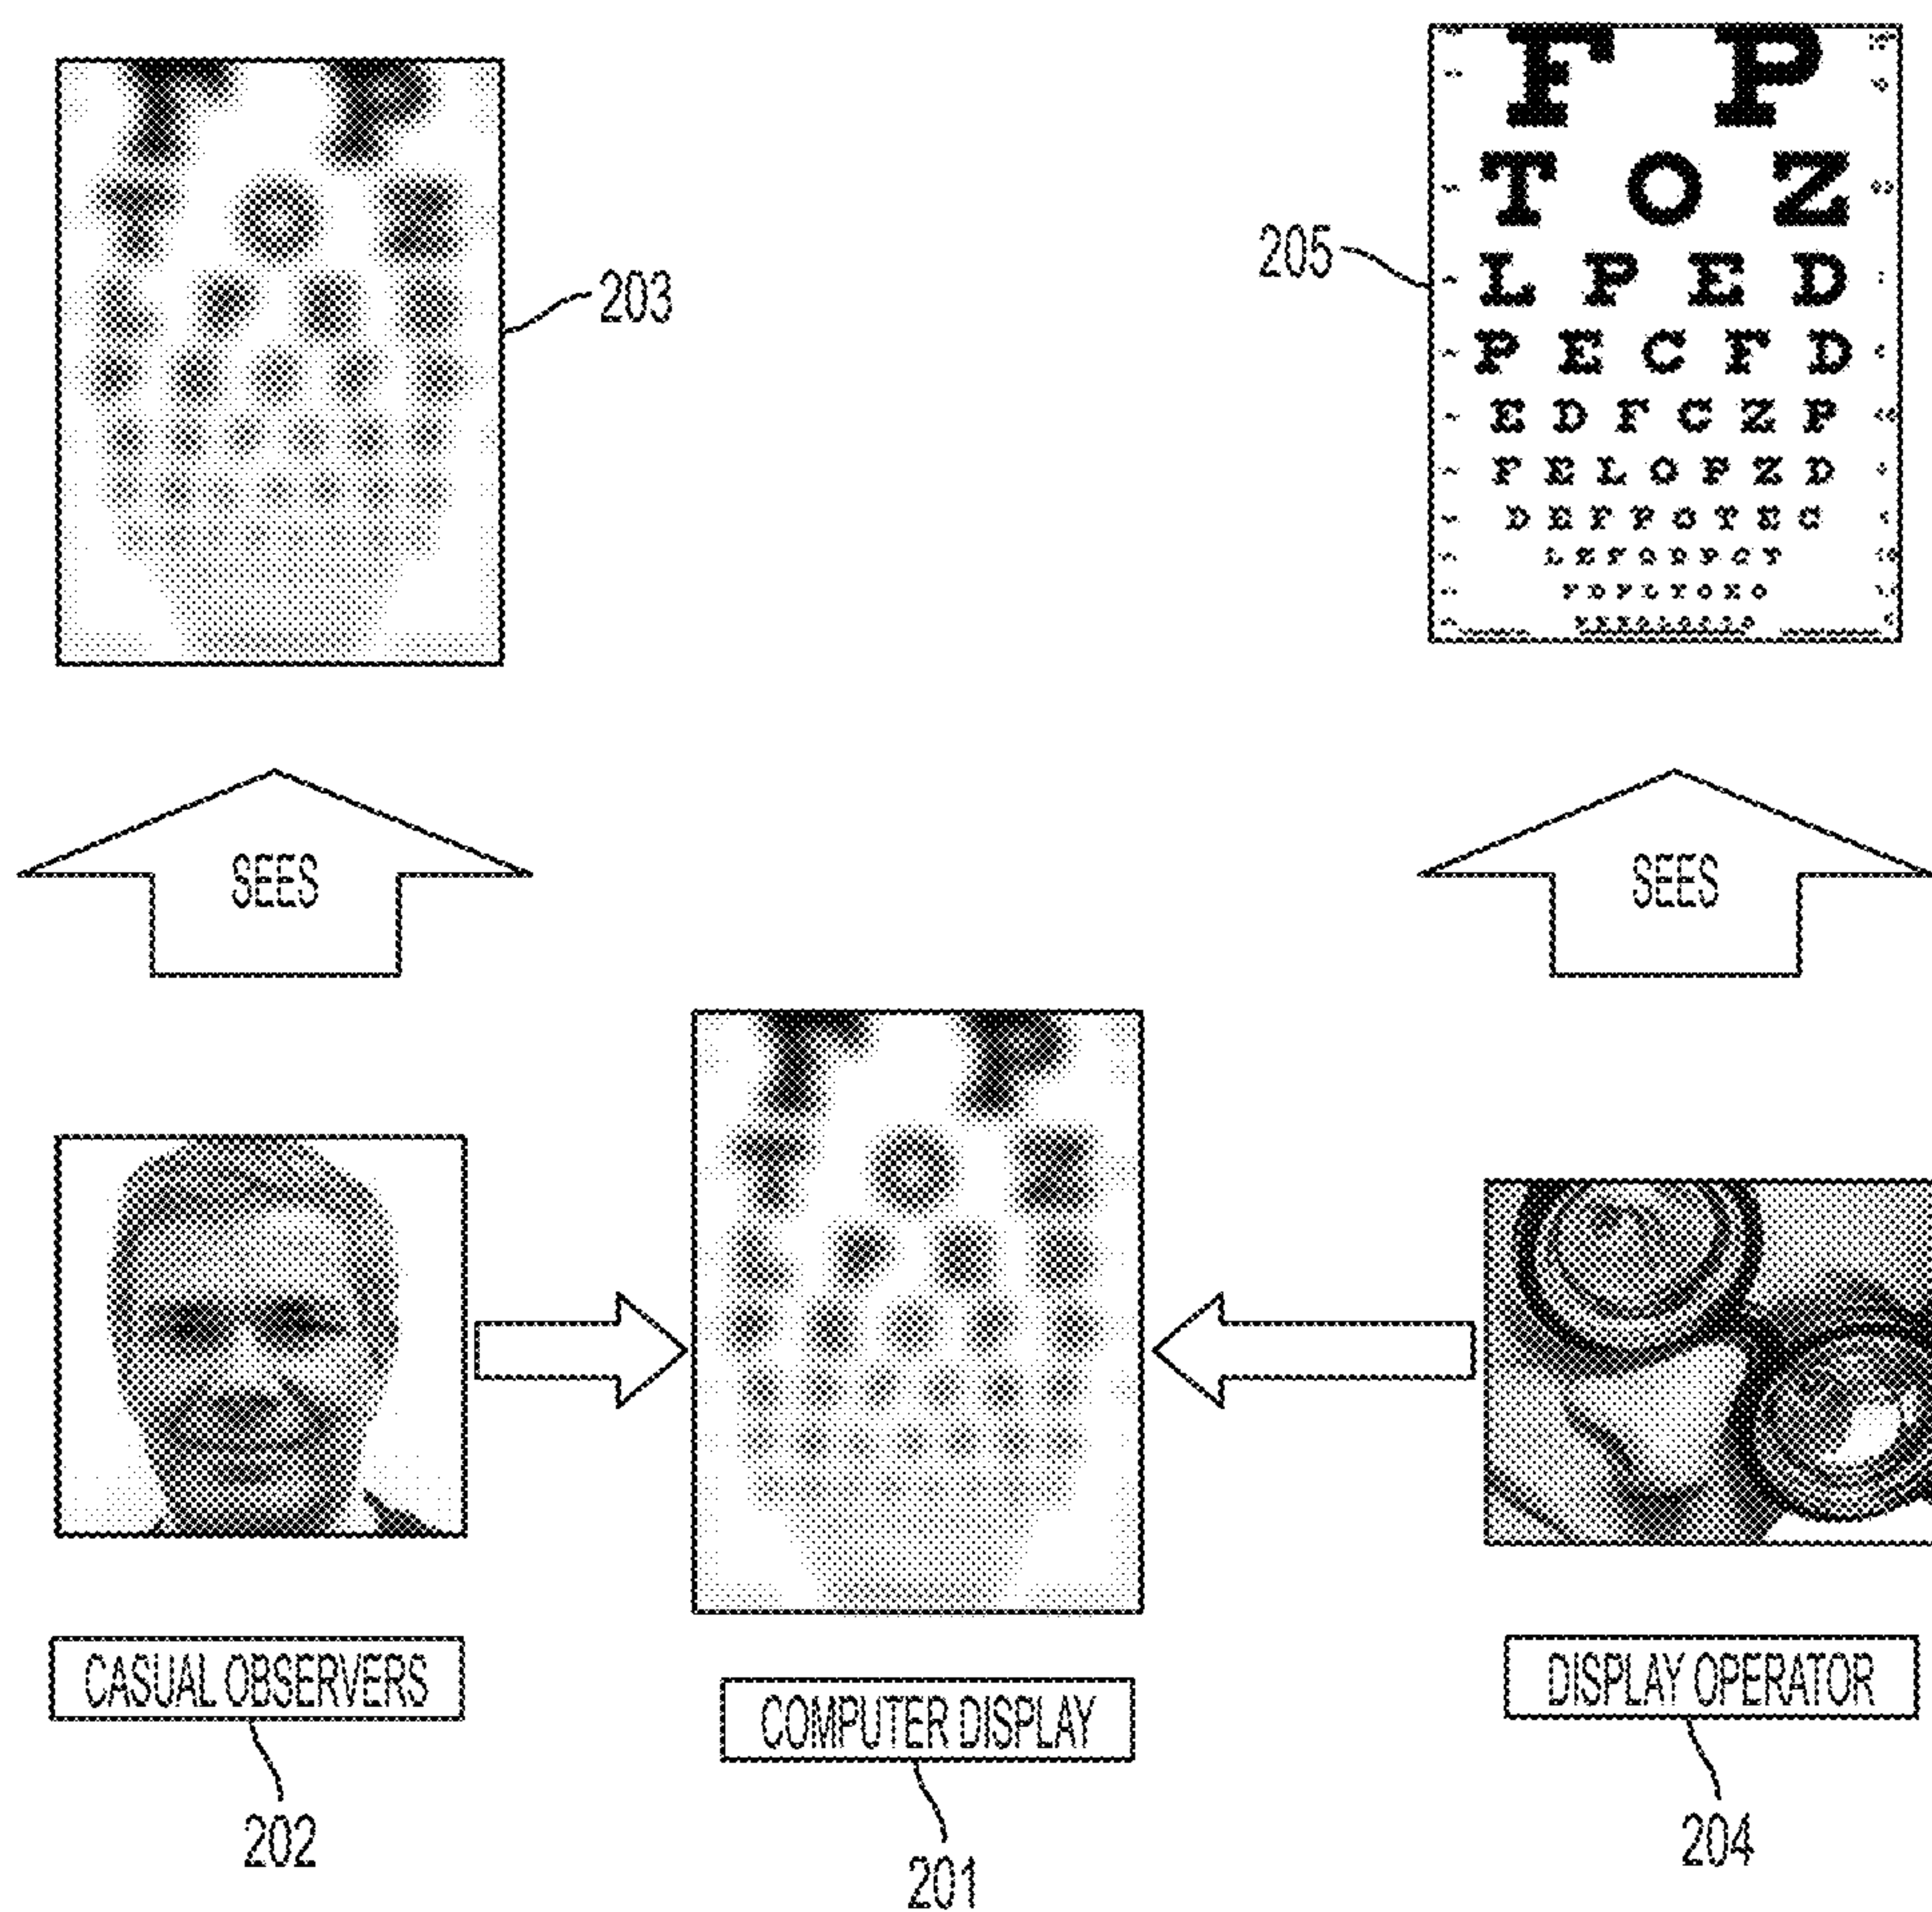 F P
T O Z
L P E D
P E C F D
E D F C Z P
F E L O P Z D
D E F P O T E C
203
205
SEES
SEES
CASUAL OBSERVERS
COMPUTER DISPLAY
DISPLAY OPERATOR
202
201
204